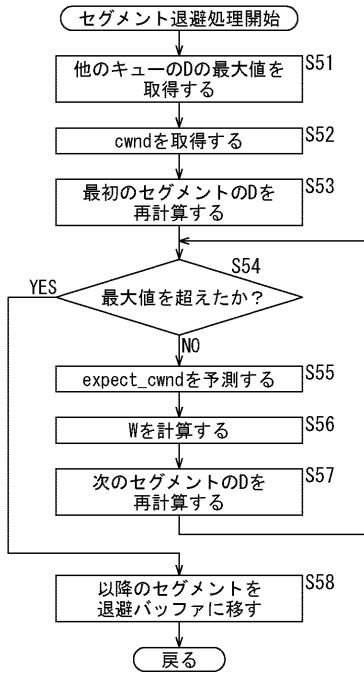 セグメント退避処理開始
他のキューのDの最大値を
取得する
S51
cwndを取得する
S52
最初のセグメントのDを
再計算する
S53
S54
最大値を超えたか?
YES
NO
expect_cwndを予測する
S55
Wを計算する
S56
次のセグメントのDを
再計算する
S57
以降のセグメントを
退避バッファに移す
S58
戻る